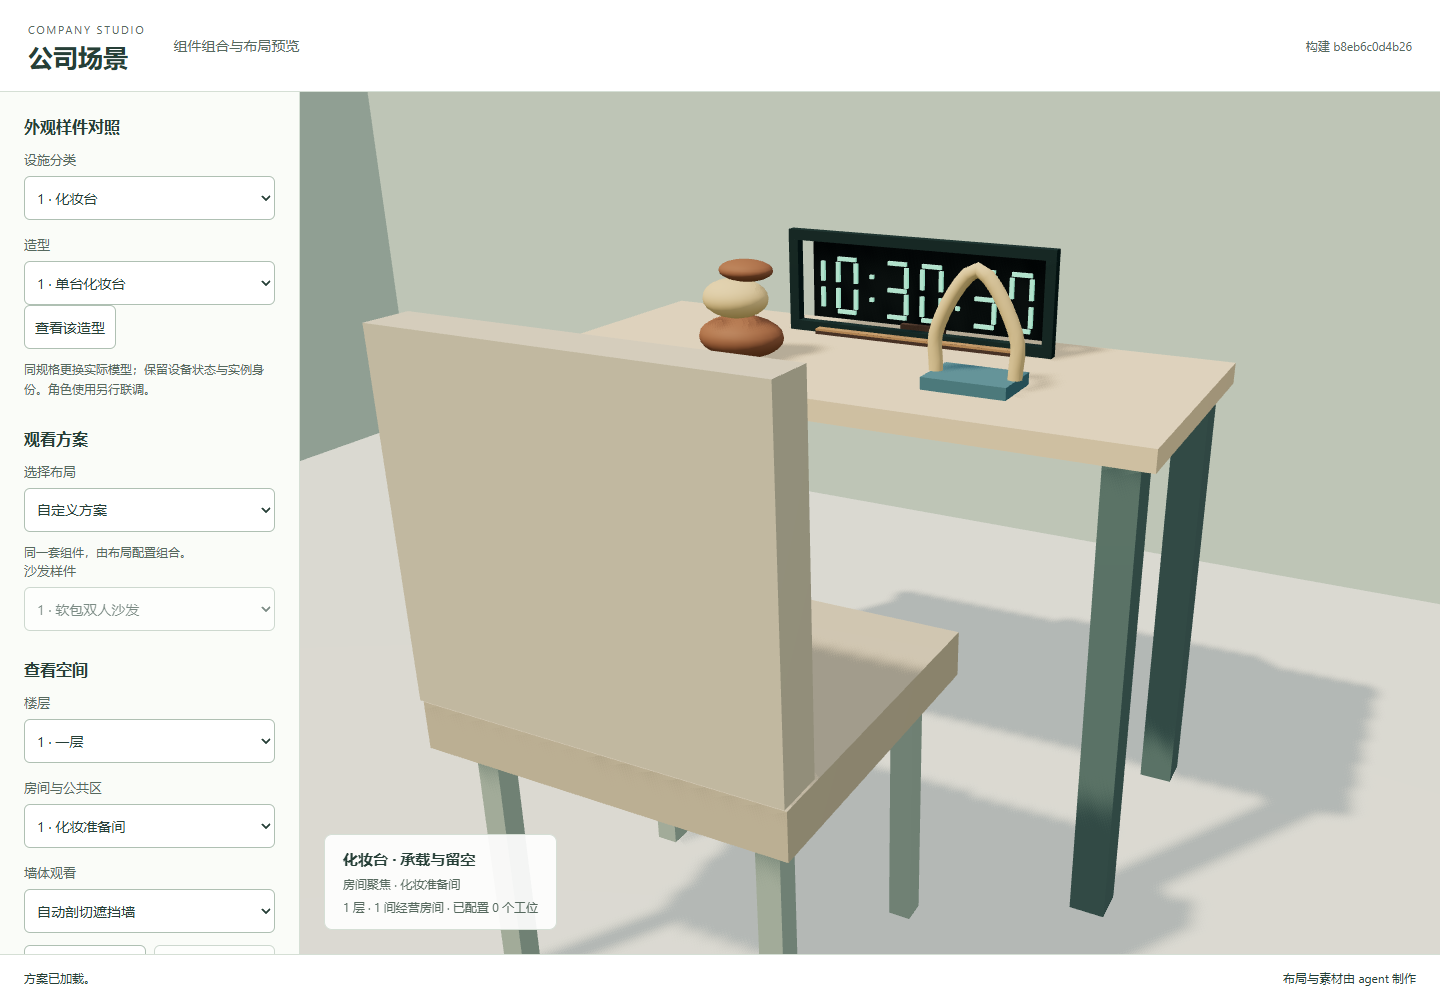 COMPANY STUDIO
公司场景
组件组合与布局预览
构建 b8eb6c0d4b26
外观样件对照
设施分类
1 · 化妆台
造型
1 · 单台化妆台
查看该造型
同规格更换实际模型；保留设备状态与实例身
份。角色使用另行联调。
观看方案
选择布局
自定义方案
同一套组件，由布局配置组合。
沙发样件
1 · 软包双人沙发
查看空间
楼层
1 · 一层
房间与公共区
1 · 化妆准备间
墙体观看
自动剖切遮挡墙
化妆台 · 承载与留空
房间聚焦 · 化妆准备间
1 层 · 1 间经营房间 · 已配置 0 个工位
方案已加载。
布局与素材由 agent 制作